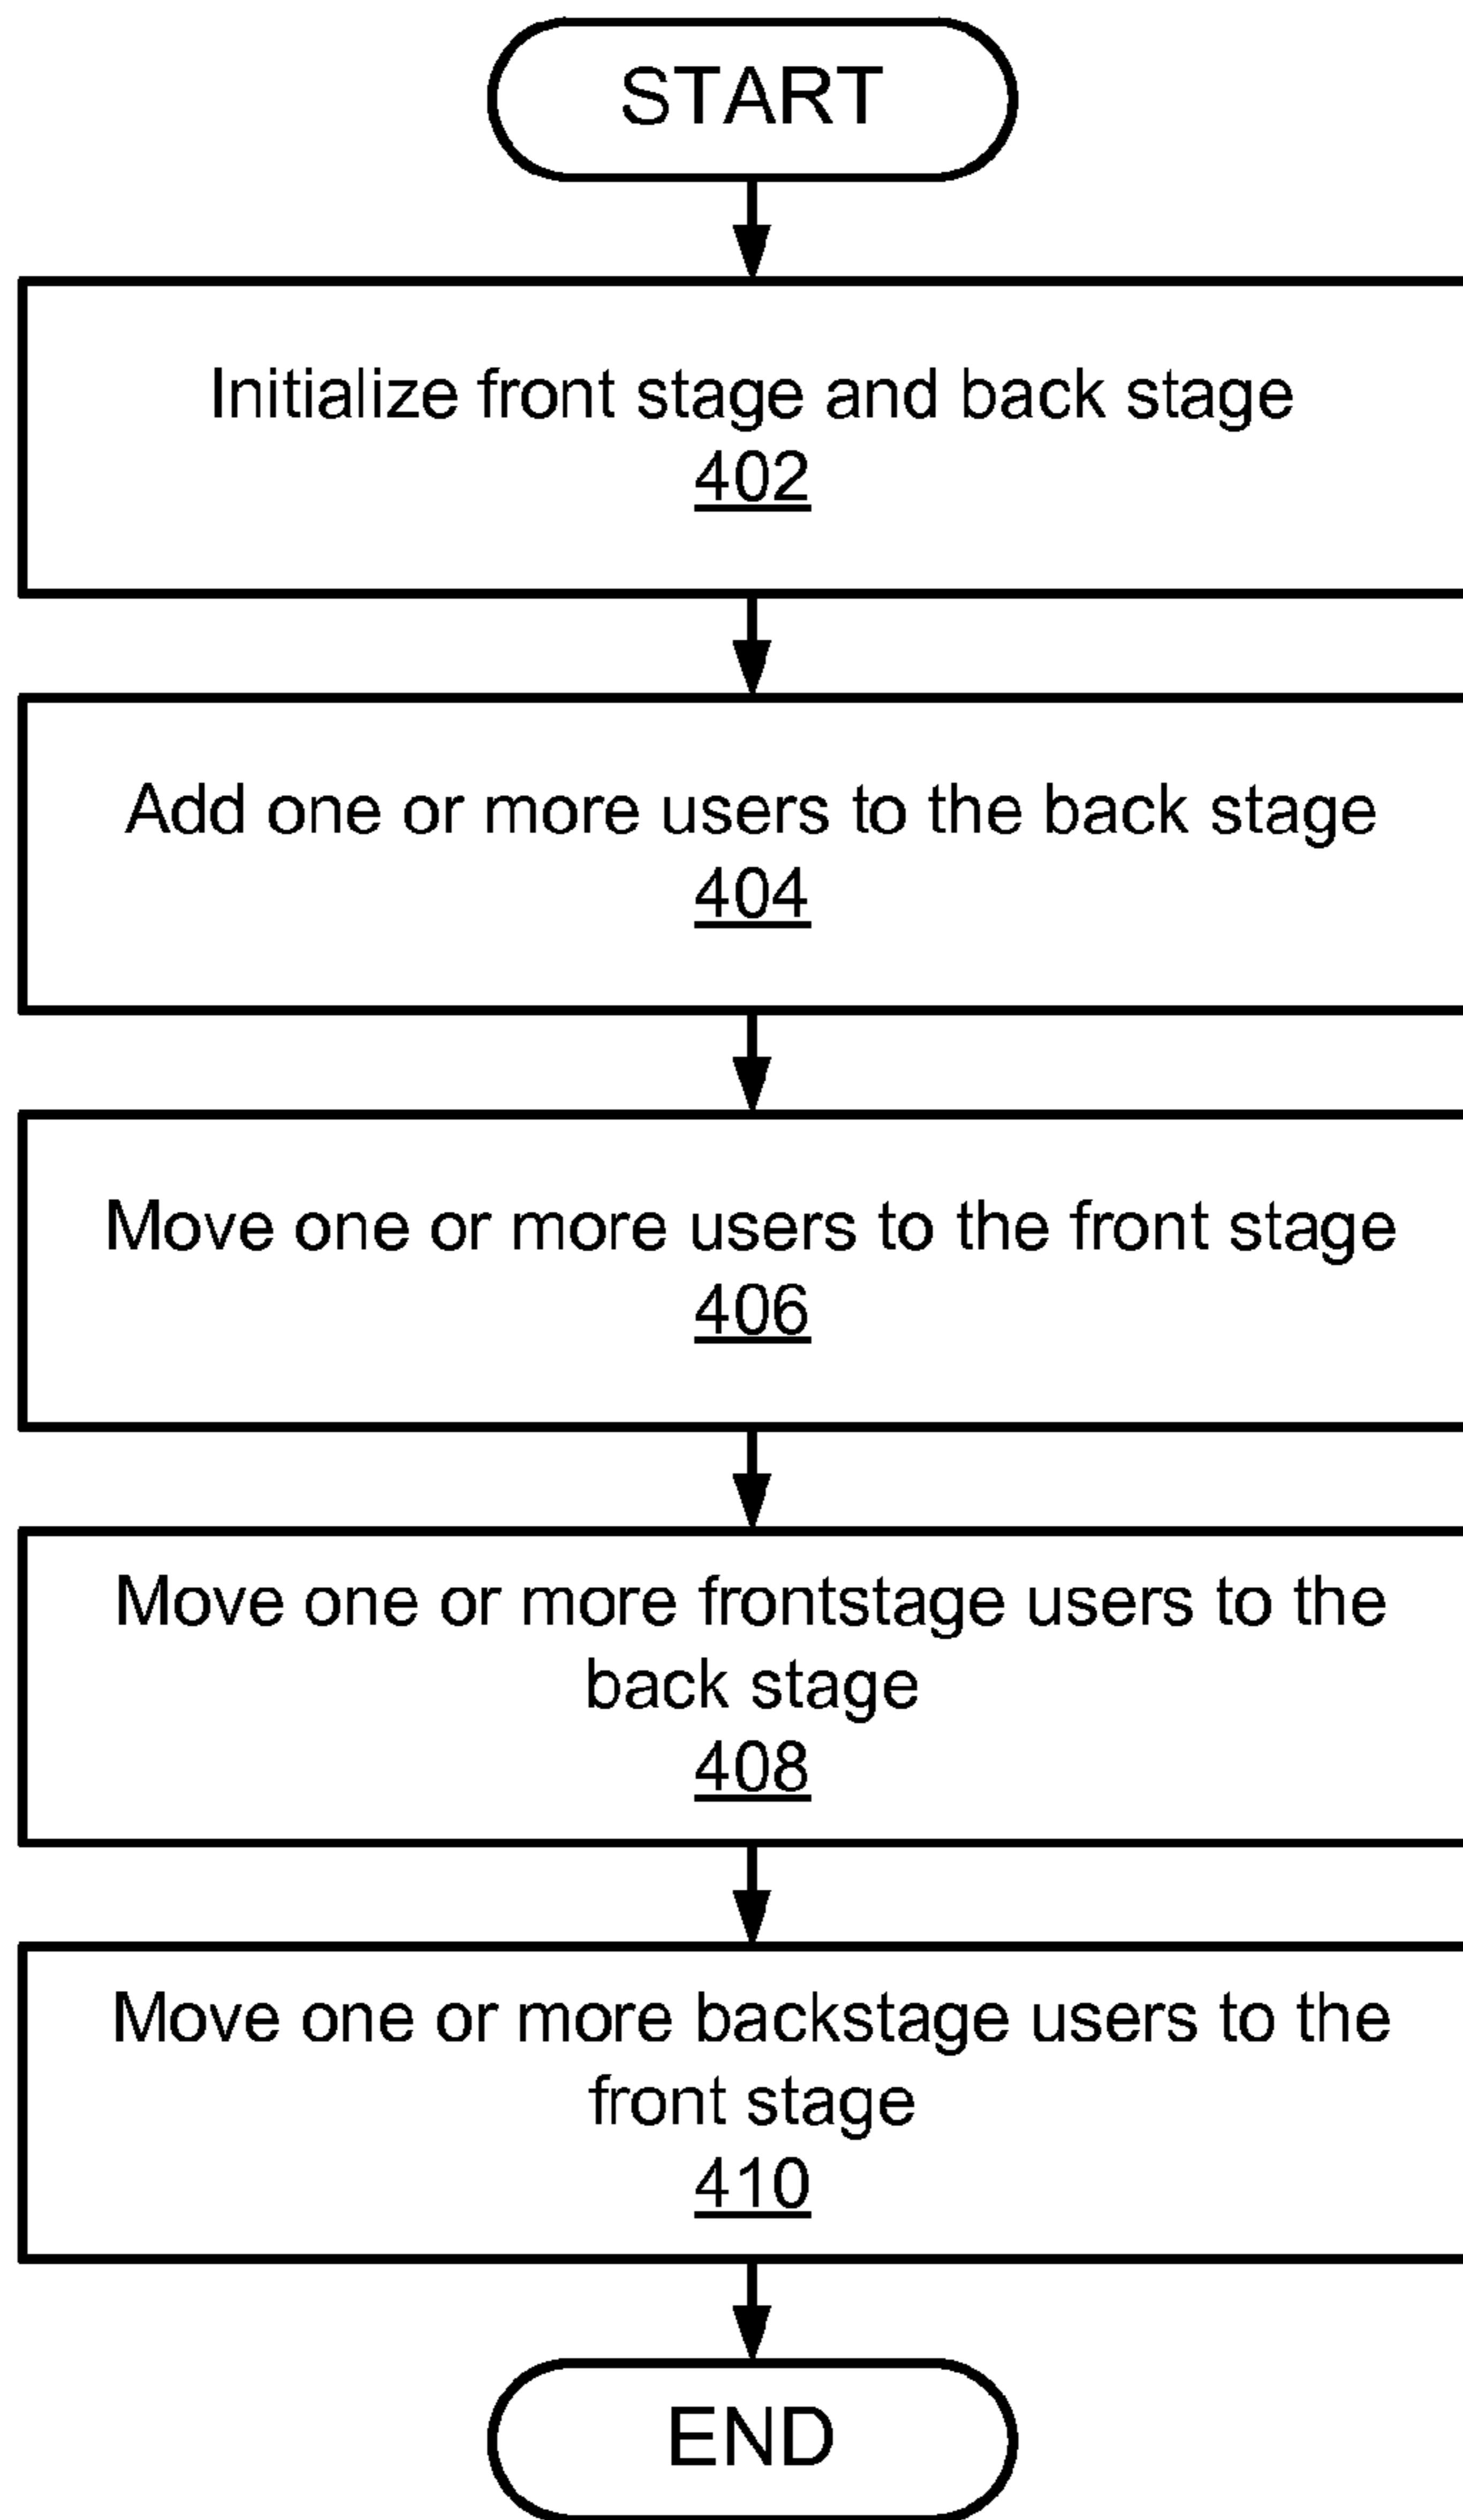 START
Initialize front stage and back stage
402
Add one or more users to the back stage
404
Move one or more users to the front stage
406
Move one or more frontstage users to the
back stage
408
Move one or more backstage users to the
front stage
410
END